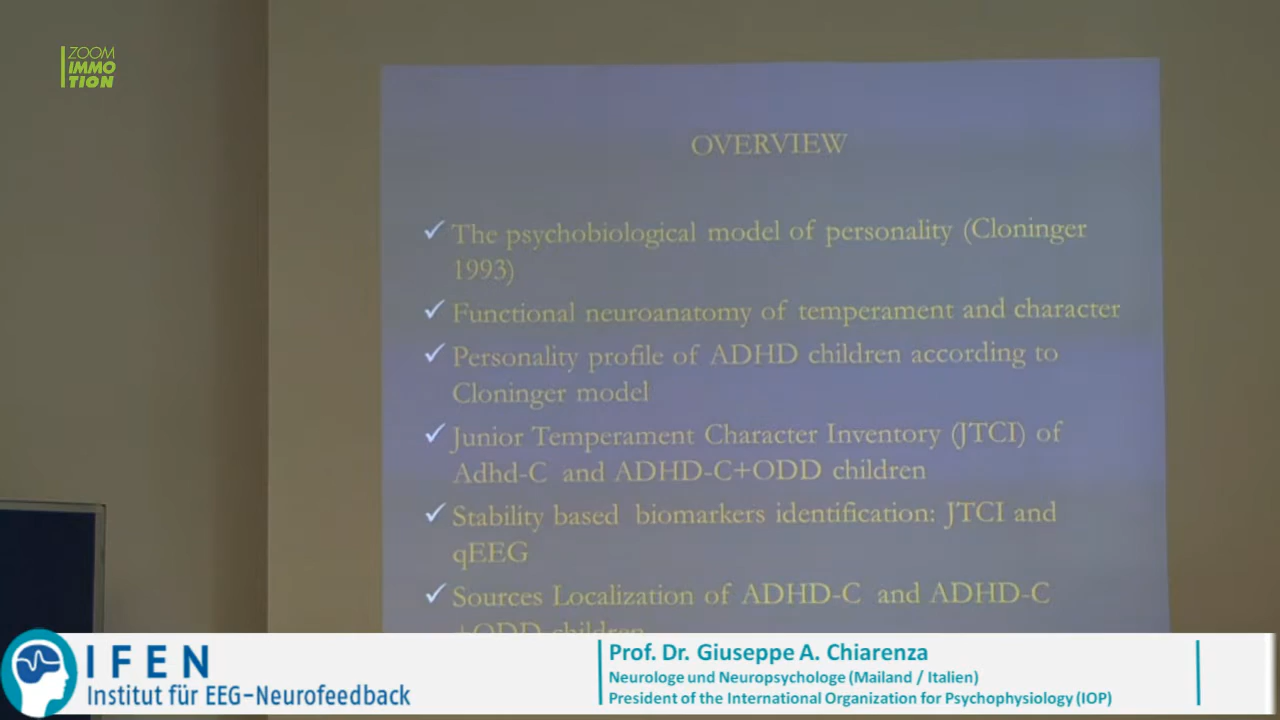 ZOOM
IMMO
TION
OVERVIEW
✓ The psychobiological model of personality (Cloninger
1993)
✓ Functional neuroanatomy of temperament and character
✓ Personality profile of ADHD children according to
Cloninger model
✓ Junior Temperament Character Inventory (JTCI) of
Adhd-C and ADHD-C+ODD children
✓ Stability based biomarkers identification: JTCI and
qEEG
✓ Sources Localization of ADHD-C and ADHD-C
+ODD children
IFEN
Institut für EEG-Neurofeedback
Prof. Dr. Giuseppe A. Chiarenza
Neurologe und Neuropsychologe (Mailand / Italien)
President of the International Organization for Psychophysiology (IOP)